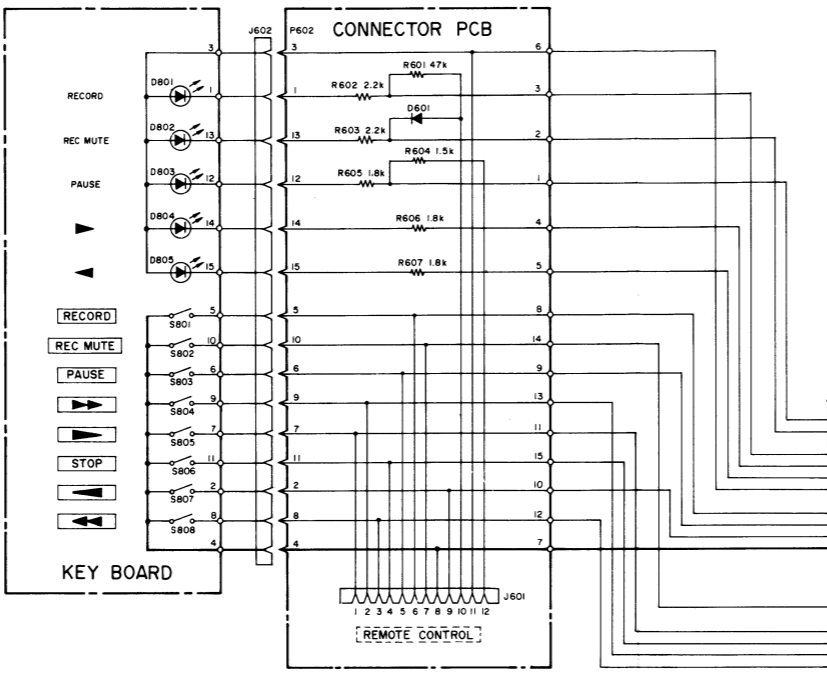 J602 P602 CONNECTOR PCB
3 3 6
R601 47k
D801 1 1 R602 2.2k 3
RECORD
D601
D802 13 13 R603 2.2k 2
REC MUTE
R604 1.5k
D803 12 12 R605 1.8k 1
PAUSE
D804 14 14 R606 1.8k 4
D805 15 15 R607 1.8k 5
RECORD 5 5 8
S801
REC MUTE 10 10 14
S802
PAUSE 6 6 9
S803
9 9 13
S804
7 7 11
S805
STOP 11 11 15
S806
2 2 10
S807
8 8 12
S808
4 4 7
KEY BOARD
J601
1 2 3 4 5 6 7 8 9 10 11 12
REMOTE CONTROL